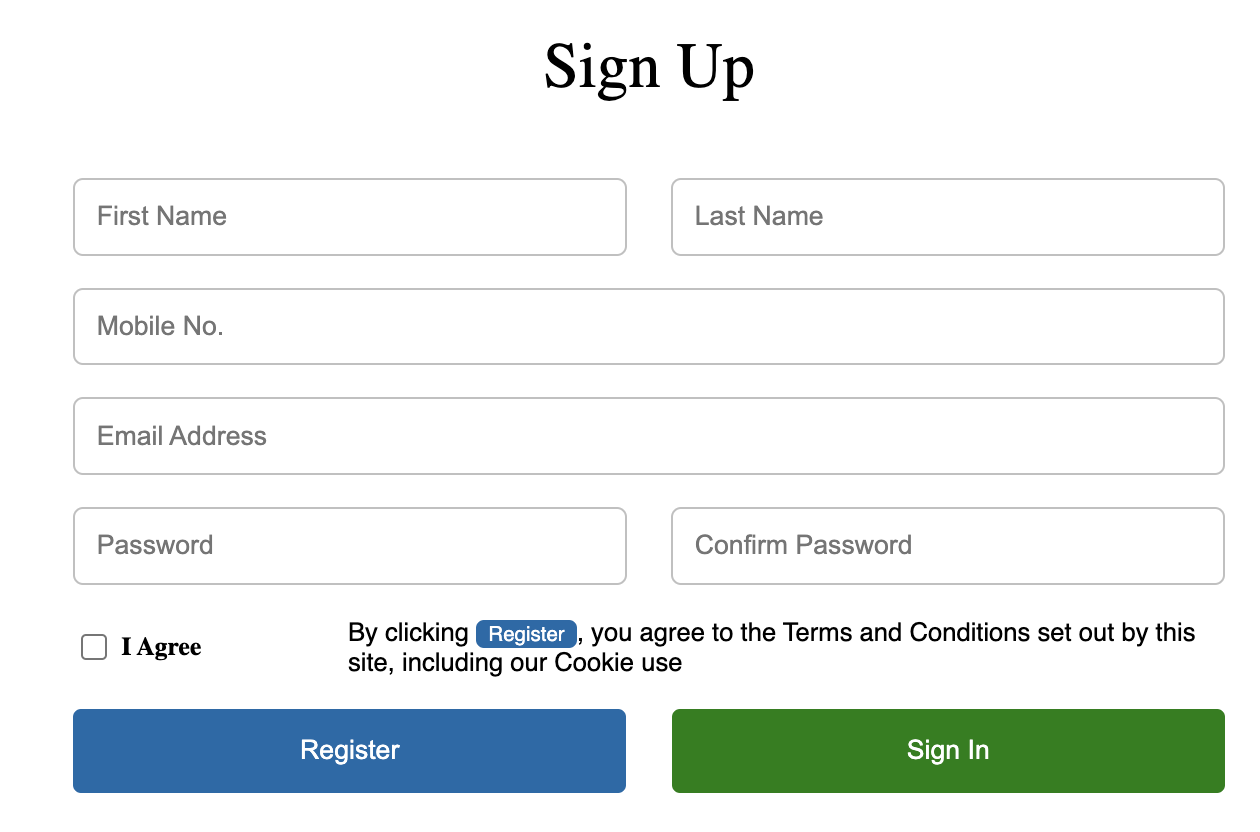 Sign Up
First Name
Last Name
Mobile No.
Email Address
Password
Confirm Password
I Agree
By clicking Register, you agree to the Terms and Conditions set out by this
site, including our Cookie use
Register
Sign In